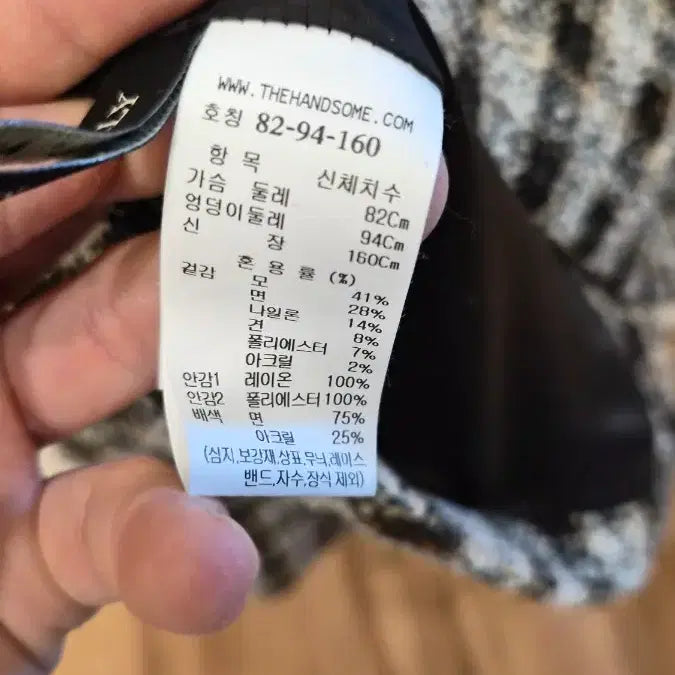 WWW.THEHANDSOME.COM
호칭 82-94-160
항 목 신체치수
가슴 둘레 82Cm
엉덩이둘레 94Cm
신 장 160Cm
혼 용 률 (%)
겉감 모 41%
면 28%
나일론 14%
견 8%
폴리에스터 7%
아크릴 2%
안감1 레이온 100%
안감2 폴리에스터 100%
배색 면 75%
아크릴 25%
(심지,보강재,상표,무늬,레이스
밴드,자수,장식 제외)